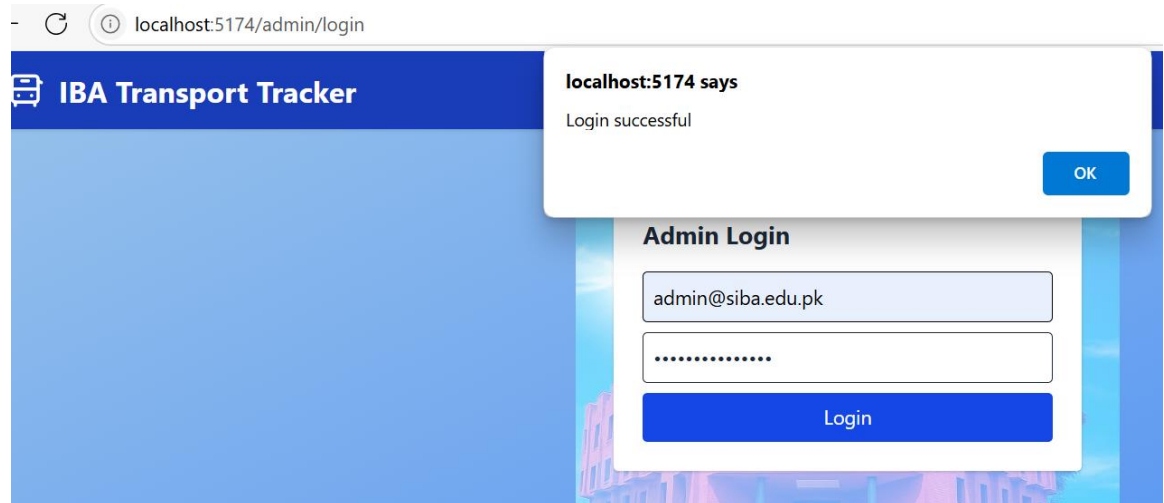 localhost:5174/admin/login
IBA Transport Tracker
localhost:5174 says
Login successful
OK
Admin Login
admin@siba.edu.pk
•••••••••••••••
Login